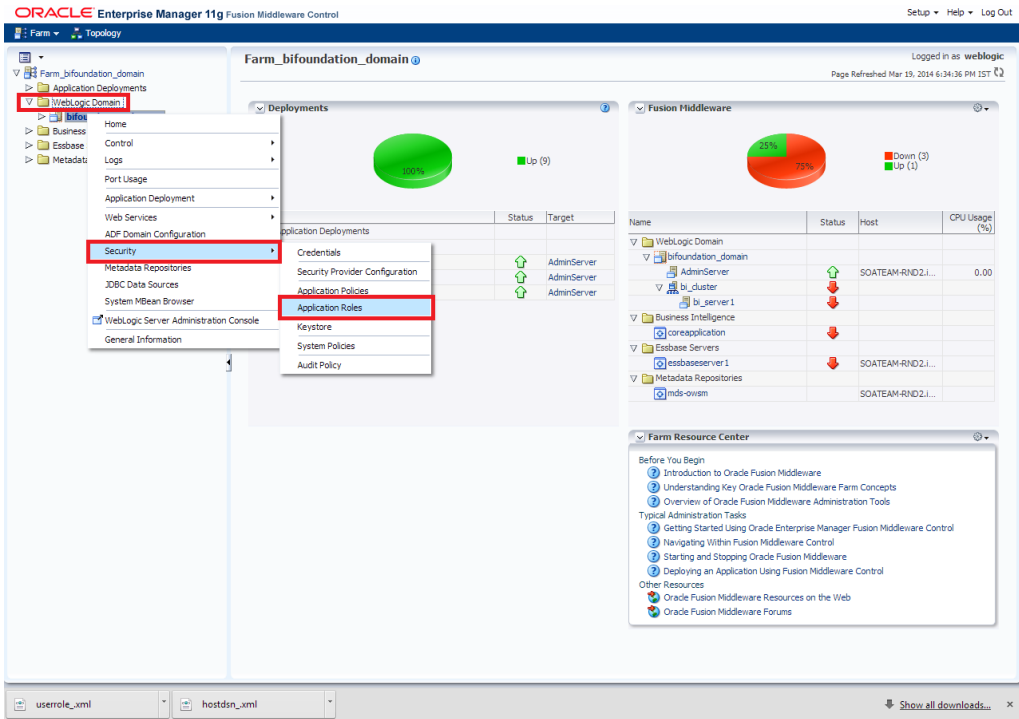 ORACLE Enterprise Manager 11g Fusion Middleware Control
Setup Help Log Out
Farm Topology
Farm_bifoundation_domain
Application Deployments
WebLogic Domain
Business
Essbase
Home
Control
Logs
Port Usage
Application Deployment
Web Services
ADF Domain Configuration
Security
Metadata Repositories
JDBC Data Sources
System MBean Browser
WebLogic Server Administration Console
General Information
Credentials
Security Provider Configuration
Application Policies
Application Roles
Keystore
System Policies
Audit Policy
Farm_bifoundation_domain
Logged in as weblogic
Page Refreshed Mar 19, 2014 6:34:36 PM IST
Deployments
100%
Up (9)
Status Target
Application Deployments
AdminServer
AdminServer
AdminServer
Fusion Middleware
25%
75%
Down (3)
Up (1)
Name Status Host CPU Usage (%)
WebLogic Domain
bifoundation_domain
AdminServer SOATEAM-RND2.i... 0.00
bi_cluster
bi_server1
Business Intelligence
coreapplication
Essbase Servers
essbaseserver1 SOATEAM-RND2.i...
Metadata Repositories
mds-owsm SOATEAM-RND2.i...
Farm Resource Center
Before You Begin
Introduction to Oracle Fusion Middleware
Understanding Key Oracle Fusion Middleware Farm Concepts
Overview of Oracle Fusion Middleware Administration Tools
Typical Administration Tasks
Getting Started Using Oracle Enterprise Manager Fusion Middleware Control
Navigating Within Fusion Middleware Control
Starting and Stopping Oracle Fusion Middleware
Deploying an Application Using Fusion Middleware Control
Other Resources
Oracle Fusion Middleware Resources on the Web
Oracle Fusion Middleware Forums
userrole_.xml
hostdsn_.xml
Show all downloads...